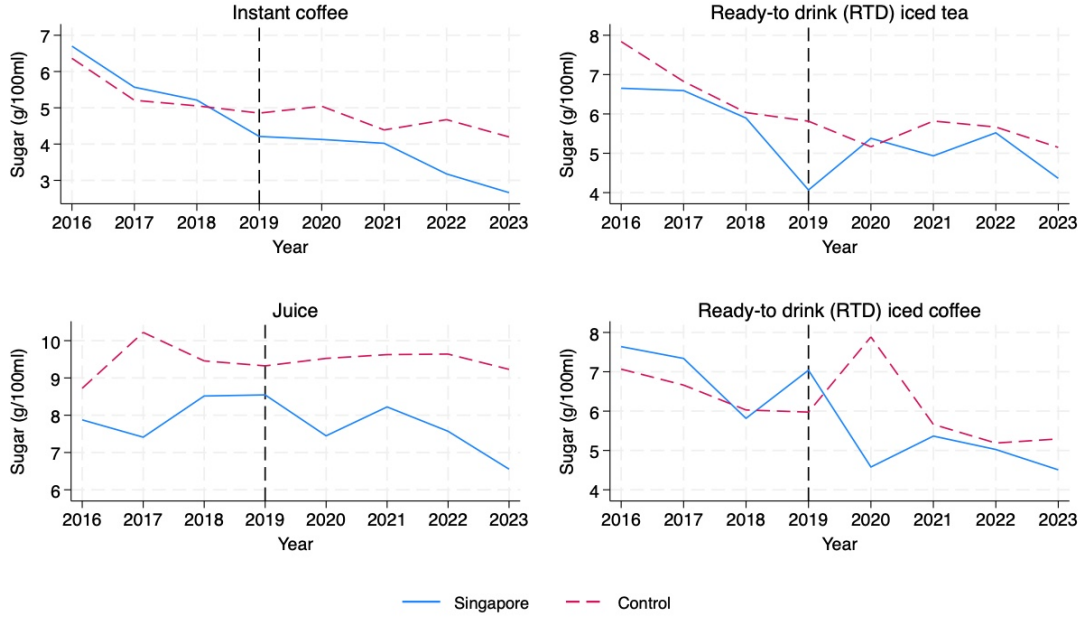 Instant coffee
Sugar (g/100ml)
7
6
5
4
3
2016 2017 2018 2019 2020 2021 2022 2023
Year
Ready-to drink (RTD) iced tea
Sugar (g/100ml)
8
7
6
5
4
2016 2017 2018 2019 2020 2021 2022 2023
Year
Juice
Sugar (g/100ml)
10
9
8
7
6
2016 2017 2018 2019 2020 2021 2022 2023
Year
Ready-to drink (RTD) iced coffee
Sugar (g/100ml)
8
7
6
5
4
2016 2017 2018 2019 2020 2021 2022 2023
Year
Singapore Control